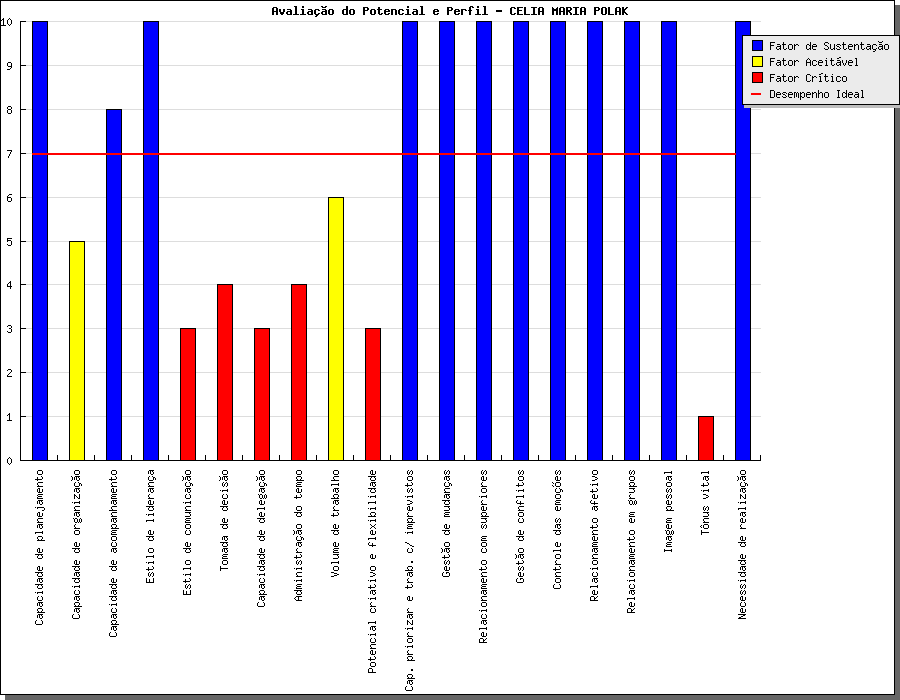 Avaliação do Potencial e Perfil - CELIA MARIA POLAK
10
9
8
7
6
5
4
3
2
1
0
Fator de Sustentação
Fator Aceitável
Fator Crítico
Desempenho Ideal
Capacidade de planejamento
Capacidade de organização
Capacidade de acompanhamento
Estilo de liderança
Estilo de comunicação
Tomada de decisão
Capacidade de delegação
Administração do tempo
Volume de trabalho
Potencial criativo e flexibilidade
Cap. priorizar e trab. c/ imprevistos
Gestão de mudanças
Relacionamento com superiores
Gestão de conflitos
Controle das emoções
Relacionamento afetivo
Relacionamento em grupos
Imagem pessoal
Tônus vital
Necessidade de realização